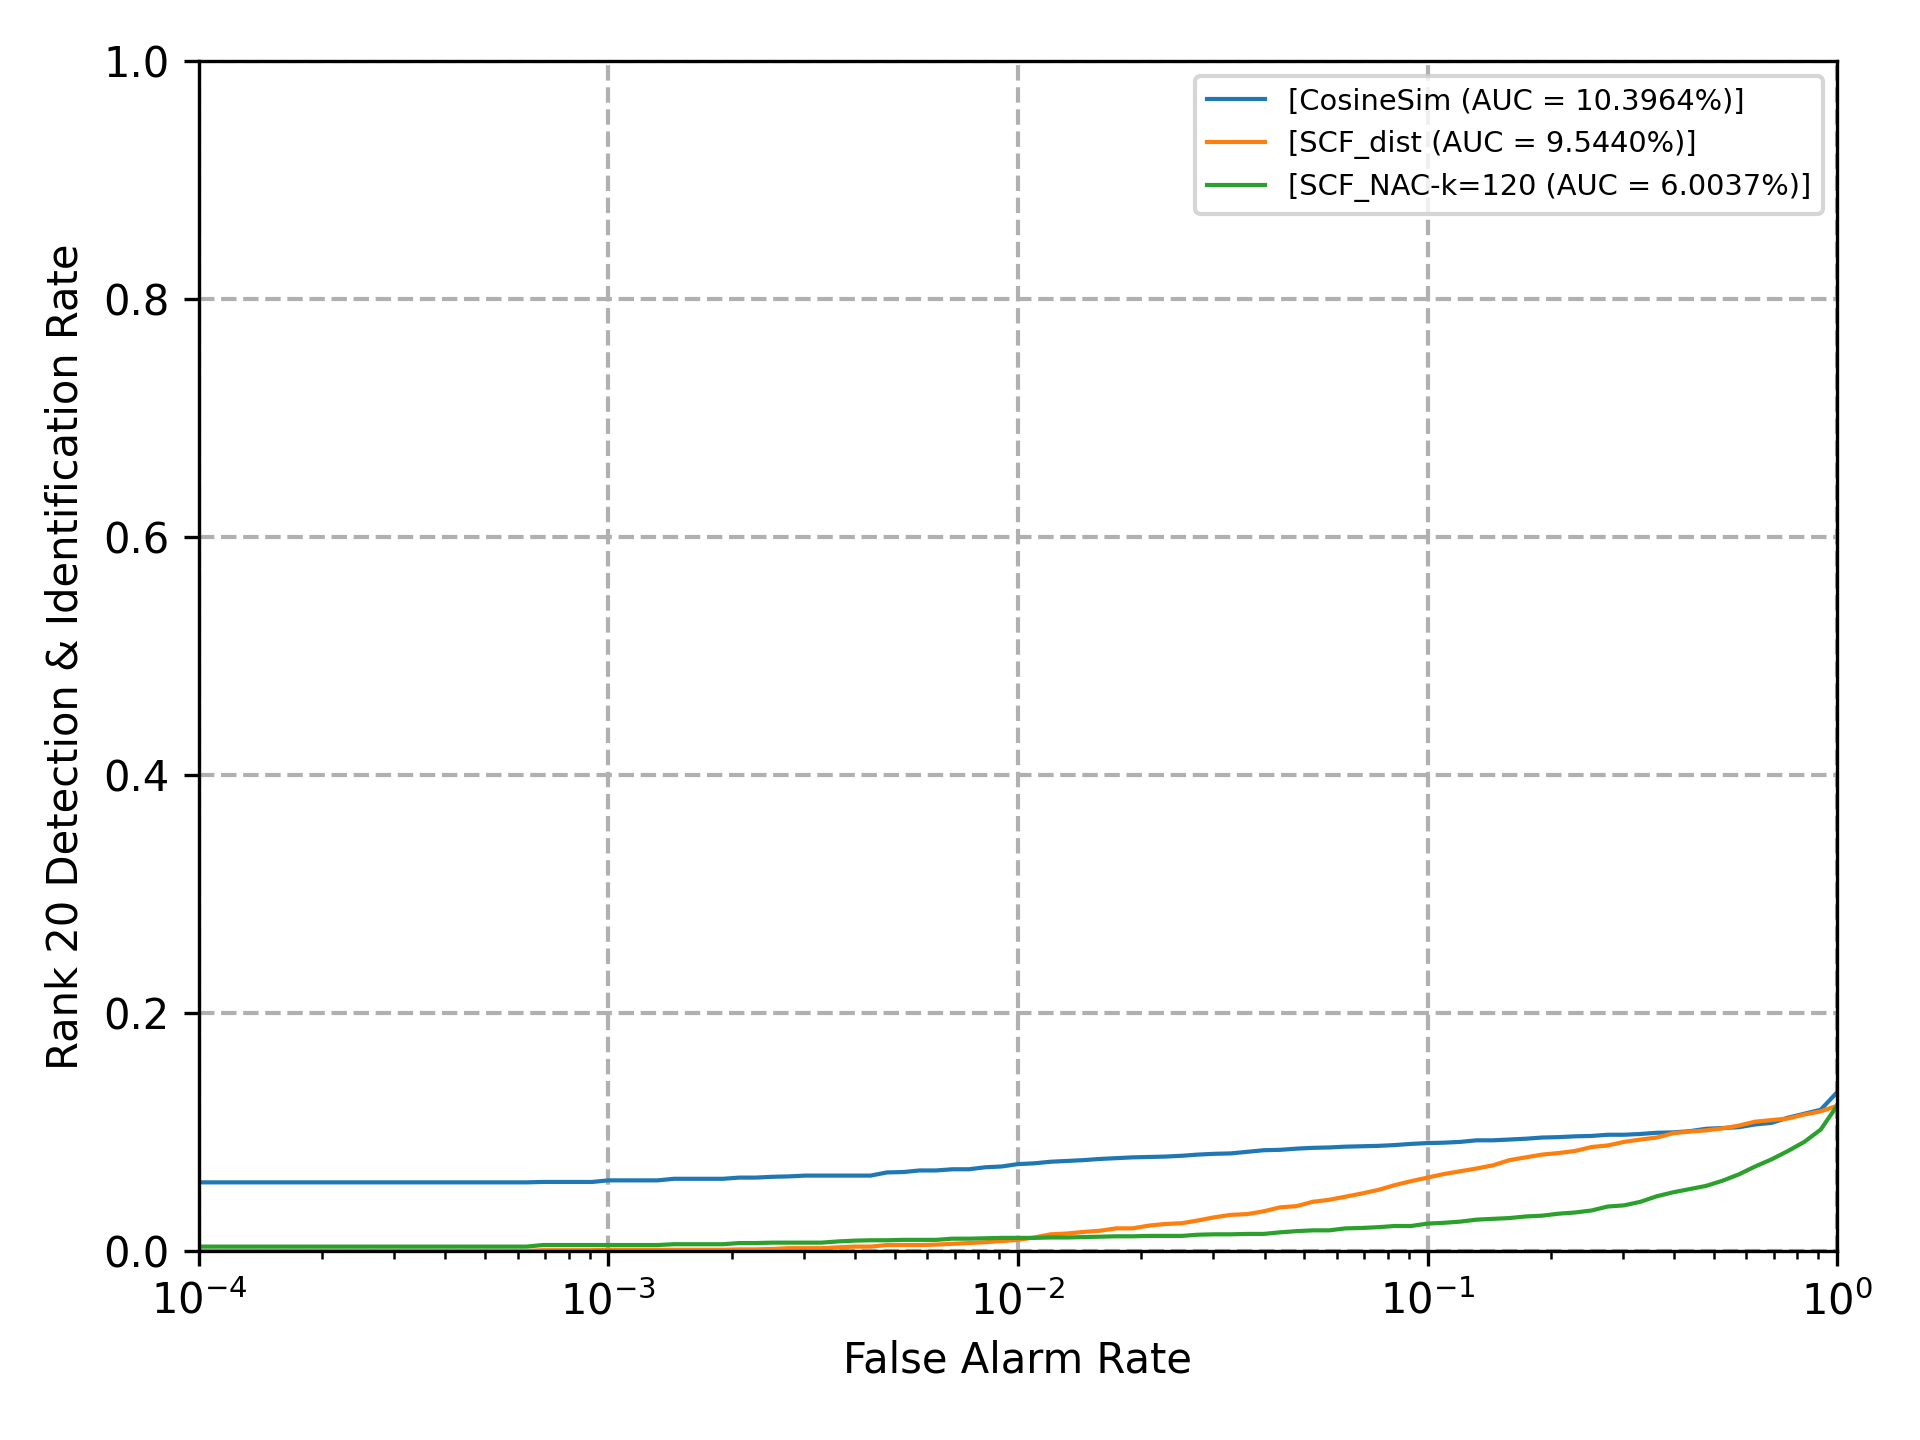 1.0
0.8
0.6
0.4
0.2
0.0
Rank 20 Detection & Identification Rate
[CosineSim (AUC = 10.3964%)]
[SCF_dist (AUC = 9.5440%)]
[SCF_NAC-k=120 (AUC = 6.0037%)]
10⁻⁴ 10⁻³ 10⁻² 10⁻¹ 10⁰
False Alarm Rate